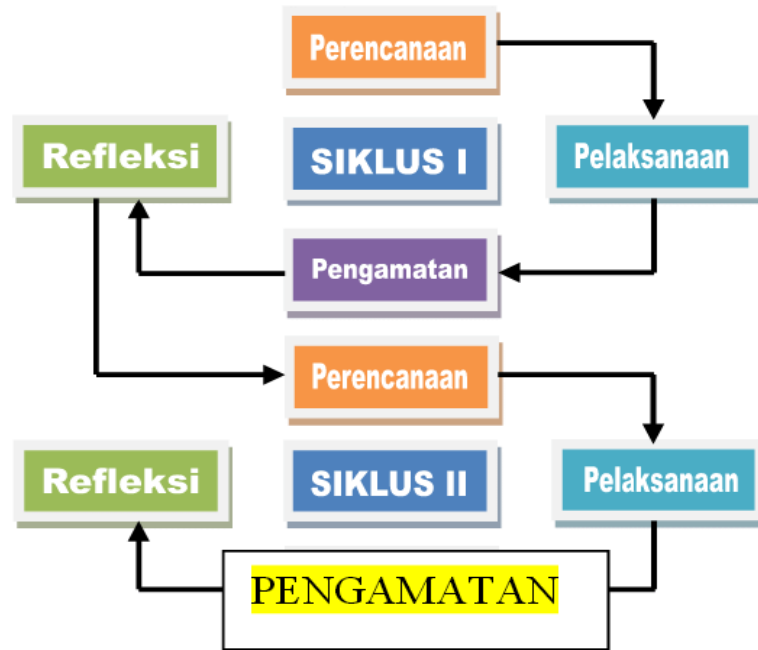 Perencanaan
Refleksi
SIKLUS I
Pelaksanaan
Pengamatan
Perencanaan
Refleksi
SIKLUS II
Pelaksanaan
PENGAMATAN